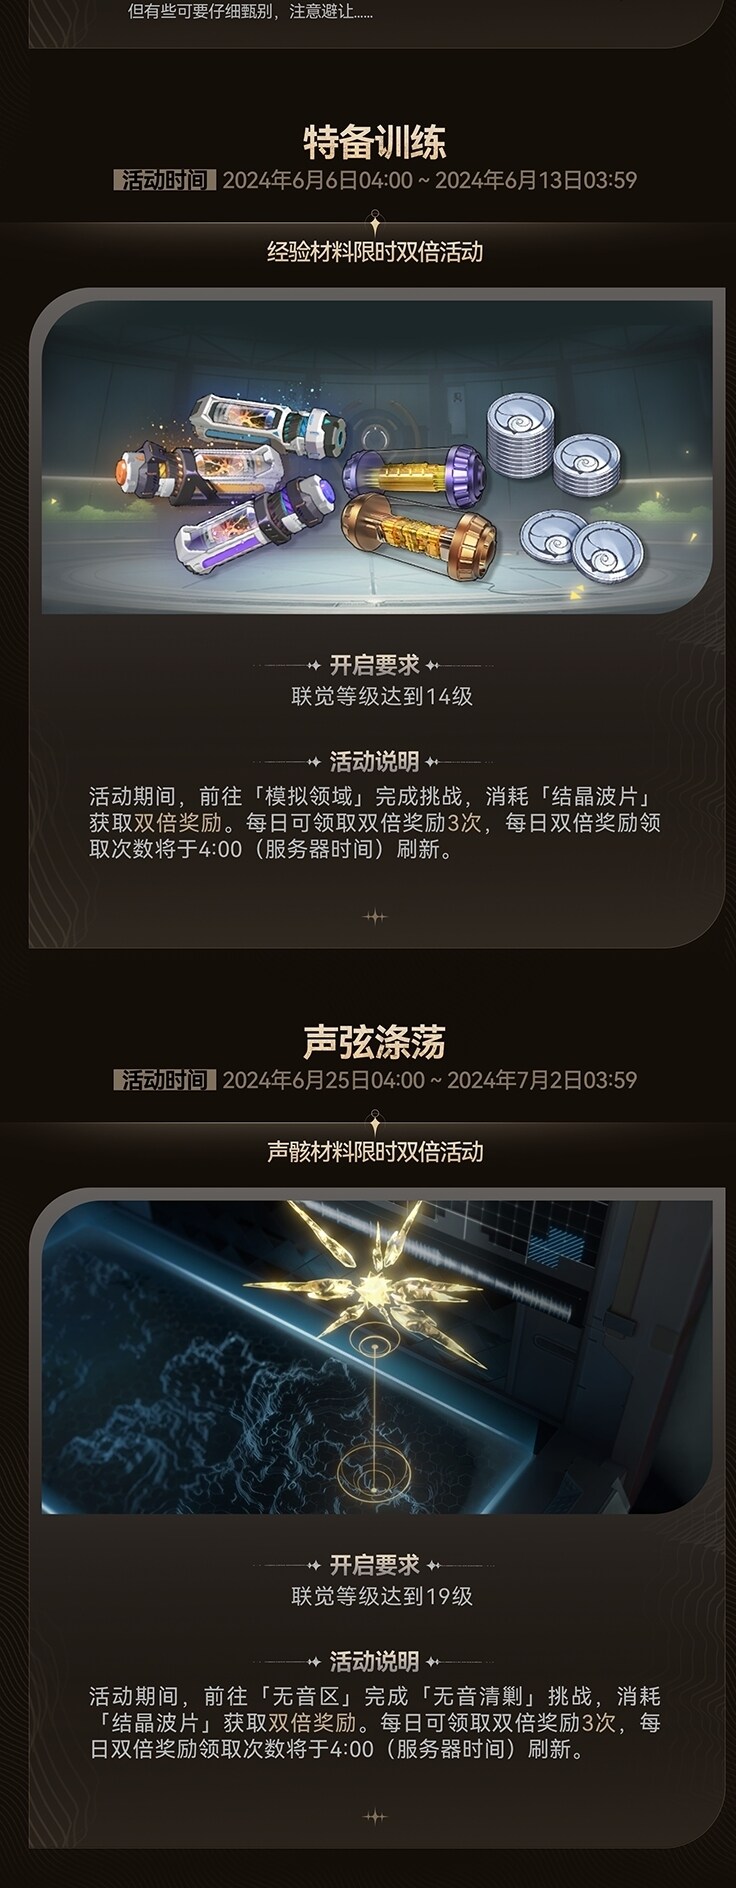 但有些可要仔细甄别，注意避让……
特备训练
活动时间 2024年6月6日04:00 ~ 2024年6月13日03:59
经验材料限时双倍活动
开启要求
联觉等级达到14级
活动说明
活动期间，前往「模拟领域」完成挑战，消耗「结晶波片」
获取双倍奖励。每日可领取双倍奖励3次，每日双倍奖励领
取次数将于4:00（服务器时间）刷新。
声弦涤荡
活动时间 2024年6月25日04:00 ~ 2024年7月2日03:59
声骸材料限时双倍活动
开启要求
联觉等级达到19级
活动说明
活动期间，前往「无音区」完成「无音清剿」挑战，消耗
「结晶波片」获取双倍奖励。每日可领取双倍奖励3次，每
日双倍奖励领取次数将于4:00（服务器时间）刷新。